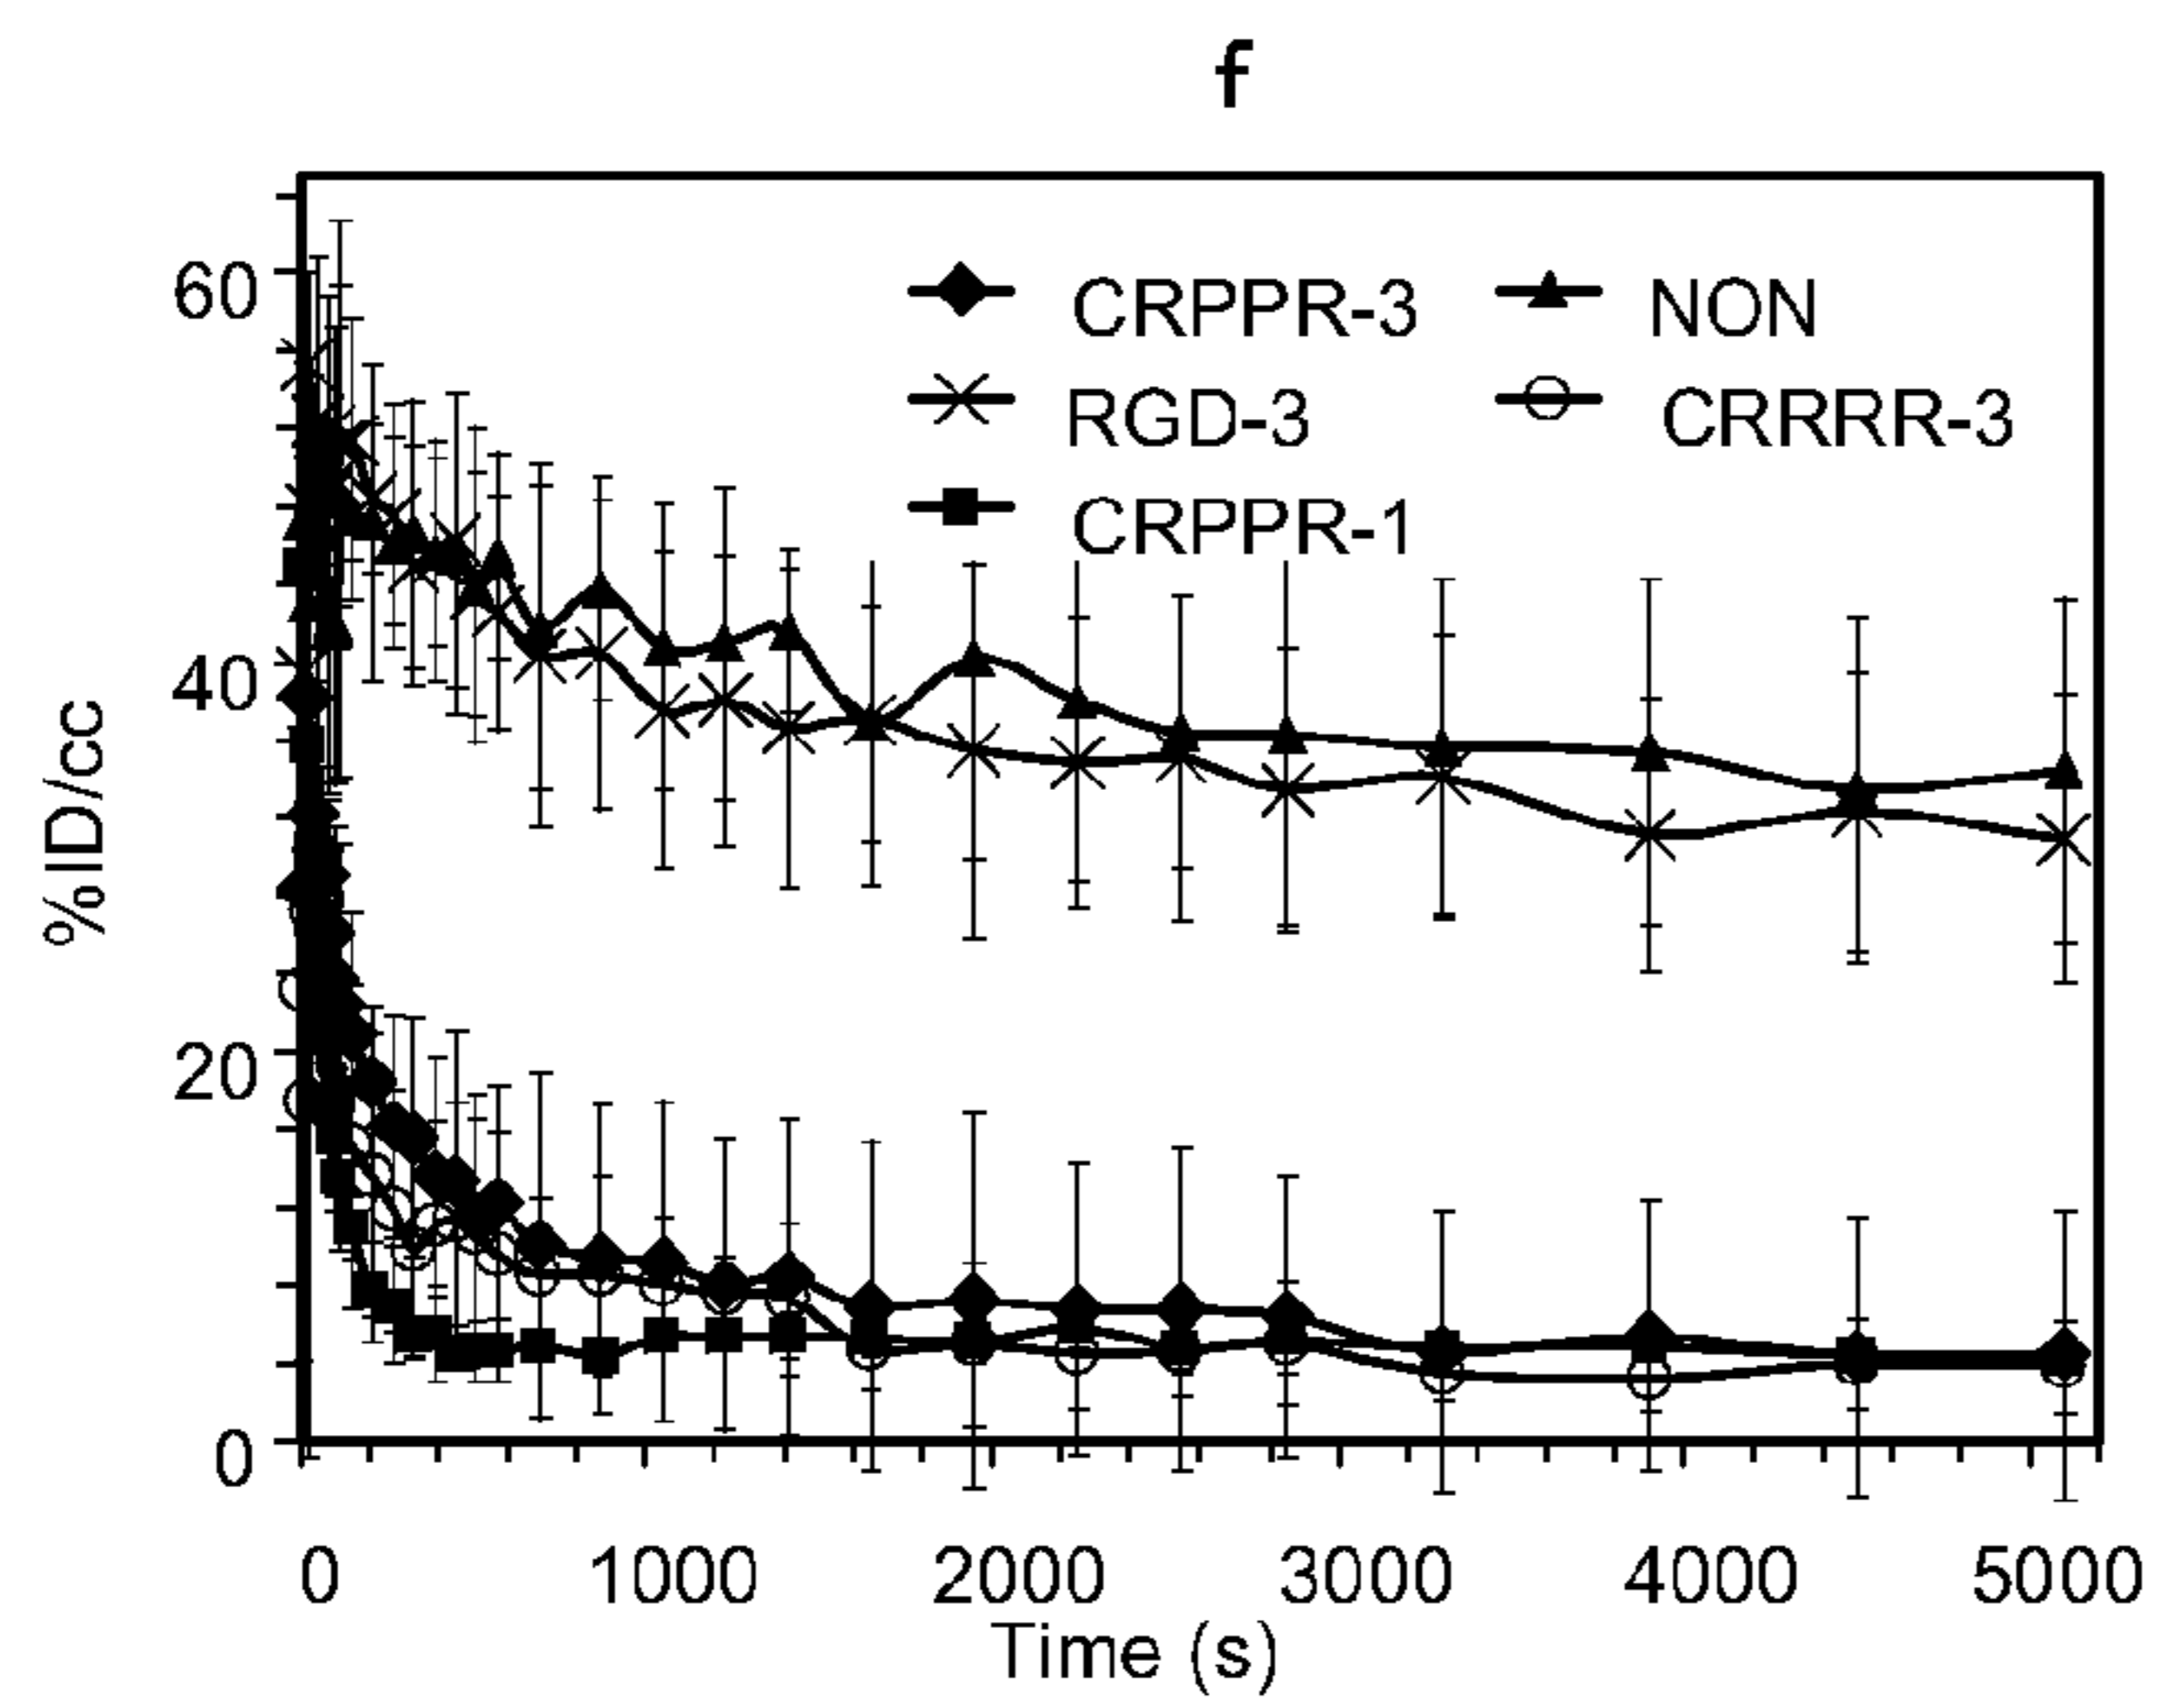 f
60
40
20
0
%ID/cc
CRPPR-3 NON
RGD-3 CRRRR-3
CRPPR-1
0 1000 2000 3000 4000 5000
Time (s)